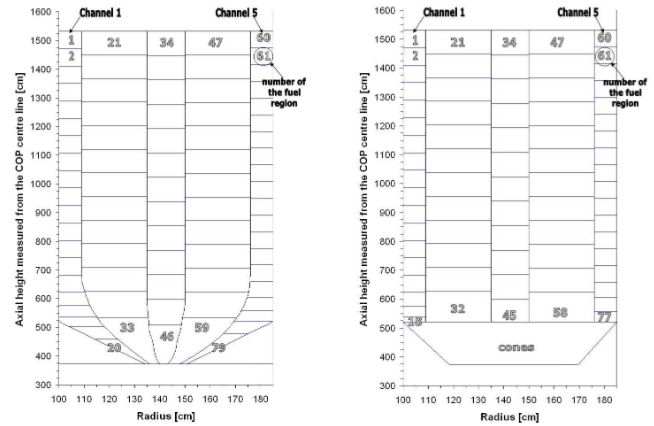 Channel 1 Channel 5
1600
1500
1400
1300
1200
1100
1000
900
800
700
600
500
400
300
Axial height measured from the COP centre line [cm]
1 21 34 47 60
2 61
number of
the fuel
region
33 46 59
20 79
100 110 120 130 140 150 160 170 180
Radius [cm]
Channel 1 Channel 5
1600
1500
1400
1300
1200
1100
1000
900
800
700
600
500
400
300
Axial height measured from the COP centre line [cm]
1 21 34 47 60
2 61
number of
the fuel
region
18 32 45 58 77
cones
100 110 120 130 140 150 160 170 180
Radius [cm]